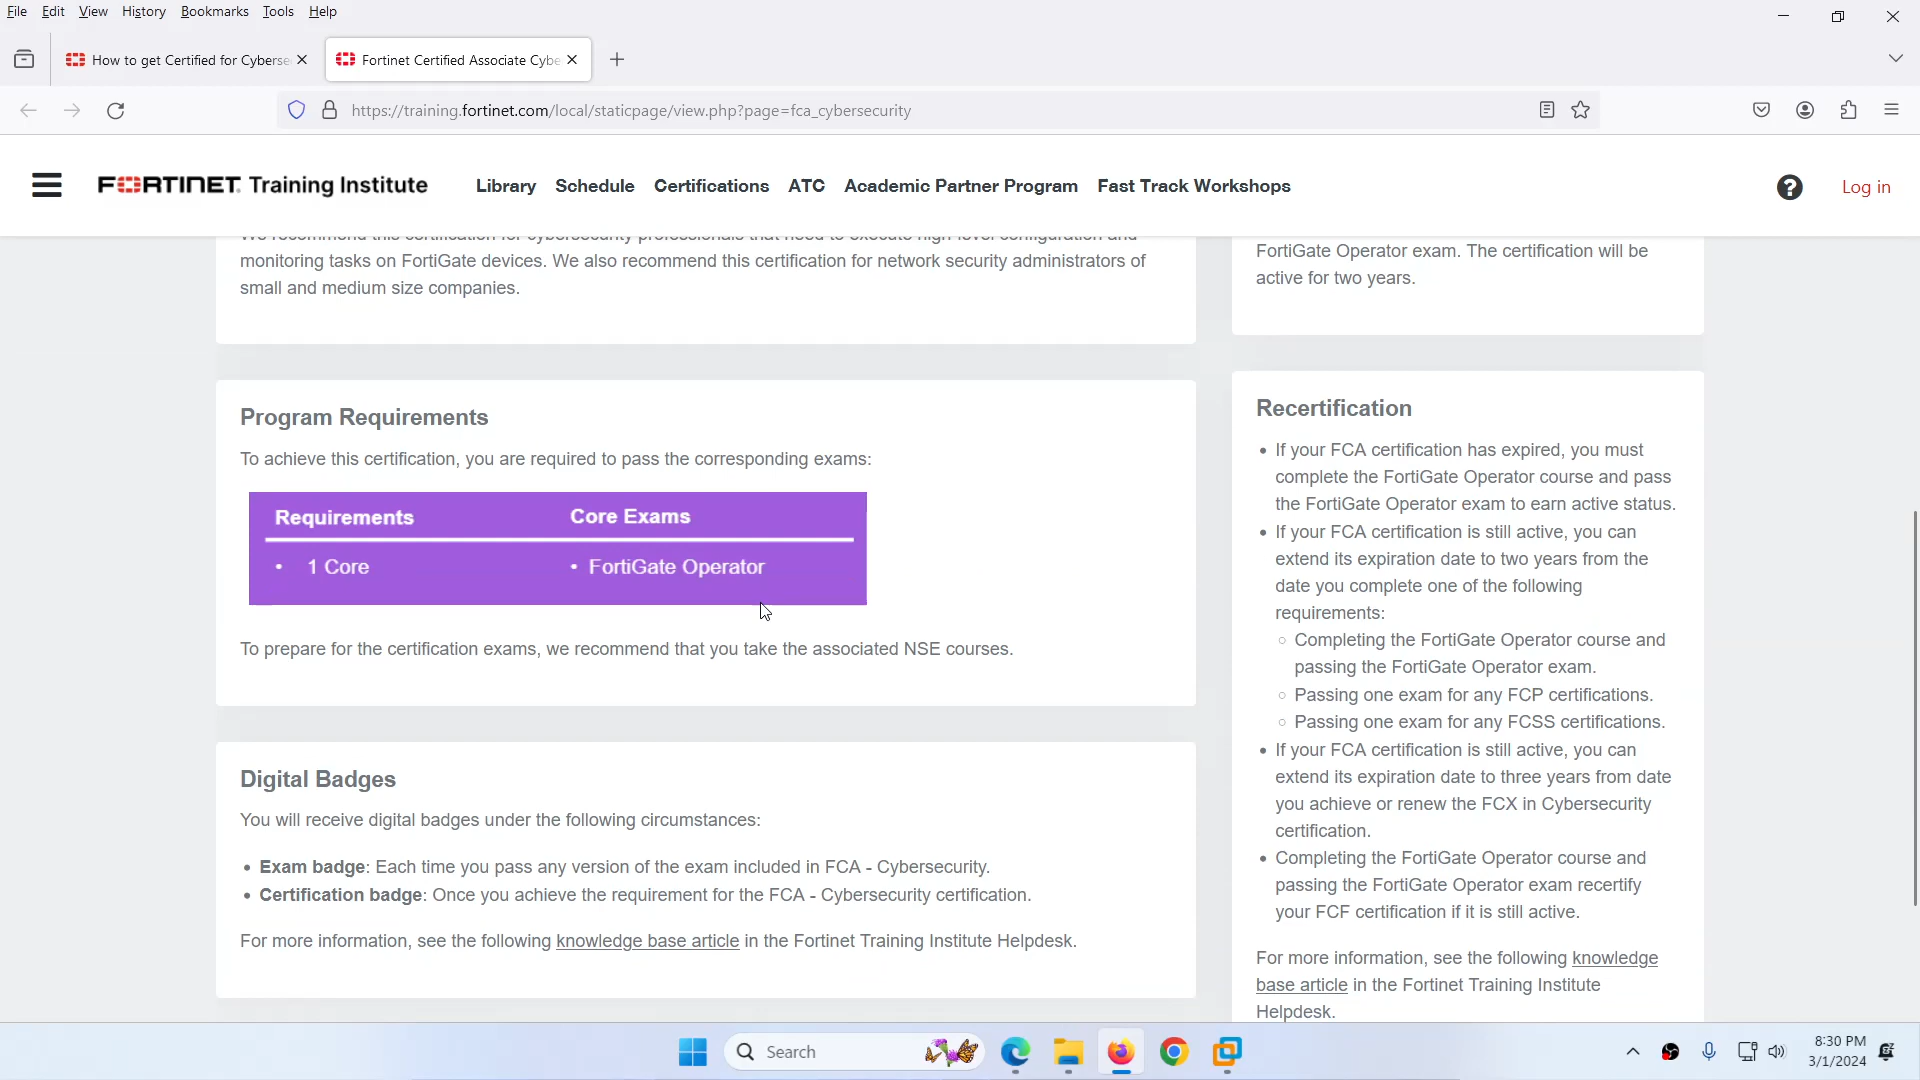 File Edit View History Bookmarks Tools Help
How to get Certified for Cyberse
Fortinet Certified Associate Cybe
https://training.fortinet.com/local/staticpage/view.php?page=fca_cybersecurity
FORTINET Training Institute
Library Schedule Certifications ATC Academic Partner Program Fast Track Workshops
Log in
We recommend this certification for cybersecurity professionals that need to execute high-level configuration and
monitoring tasks on FortiGate devices. We also recommend this certification for network security administrators of
small and medium size companies.
FortiGate Operator exam. The certification will be
active for two years.
Program Requirements
To achieve this certification, you are required to pass the corresponding exams:
Requirements Core Exams
• 1 Core • FortiGate Operator
To prepare for the certification exams, we recommend that you take the associated NSE courses.
Digital Badges
You will receive digital badges under the following circumstances:
• Exam badge: Each time you pass any version of the exam included in FCA - Cybersecurity.
• Certification badge: Once you achieve the requirement for the FCA - Cybersecurity certification.
For more information, see the following knowledge base article in the Fortinet Training Institute Helpdesk.
Recertification
• If your FCA certification has expired, you must
complete the FortiGate Operator course and pass
the FortiGate Operator exam to earn active status.
• If your FCA certification is still active, you can
extend its expiration date to two years from the
date you complete one of the following
requirements:
○ Completing the FortiGate Operator course and
passing the FortiGate Operator exam.
○ Passing one exam for any FCP certifications.
○ Passing one exam for any FCSS certifications.
• If your FCA certification is still active, you can
extend its expiration date to three years from date
you achieve or renew the FCX in Cybersecurity
certification.
• Completing the FortiGate Operator course and
passing the FortiGate Operator exam recertify
your FCF certification if it is still active.
For more information, see the following knowledge
base article in the Fortinet Training Institute
Helpdesk.
Search
8:30 PM
3/1/2024